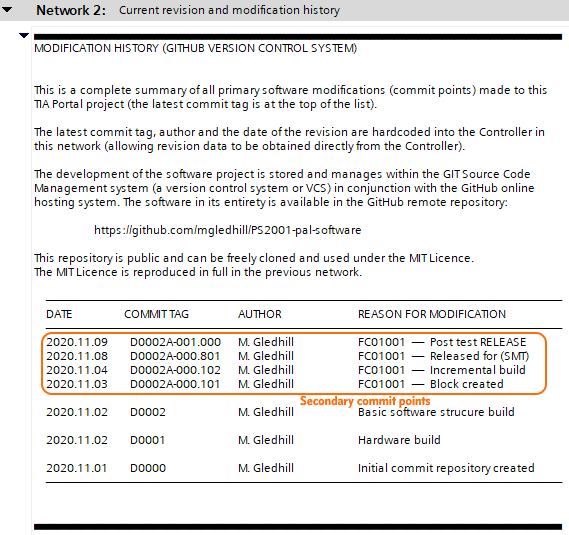 Network 2: Current revision and modification history
MODIFICATION HISTORY (GITHUB VERSION CONTROL SYSTEM)
This is a complete summary of all primary software modifications (commit points) made to this
TIA Portal project (the latest commit tag is at the top of the list).
The latest commit tag, author and the date of the revision are hardcoded into the Controller in
this network (allowing revision data to be obtained directly from the Controller).
The development of the software project is stored and manages within the GIT Source Code
Management system (a version control system or VCS) in conjunction with the GitHub online
hosting system. The software in its entirety is available in the GitHub remote repository:
https://github.com/mgledhill/PS2001-pal-software
This repository is public and can be freely cloned and used under the MIT Licence.
The MIT Licence is reproduced in full in the previous network.
DATE COMMIT TAG AUTHOR REASON FOR MODIFICATION
2020.11.09 D0002A-001.000 M. Gledhill FC01001 — Post test RELEASE
2020.11.08 D0002A-000.801 M. Gledhill FC01001 — Released for (SMT)
2020.11.04 D0002A-000.102 M. Gledhill FC01001 — Incremental build
2020.11.03 D0002A-000.101 M. Gledhill FC01001 — Block created
Secondary commit points
2020.11.02 D0002 M. Gledhill Basic software strucure build
2020.11.02 D0001 M. Gledhill Hardware build
2020.11.01 D0000 M. Gledhill Initial commit repository created